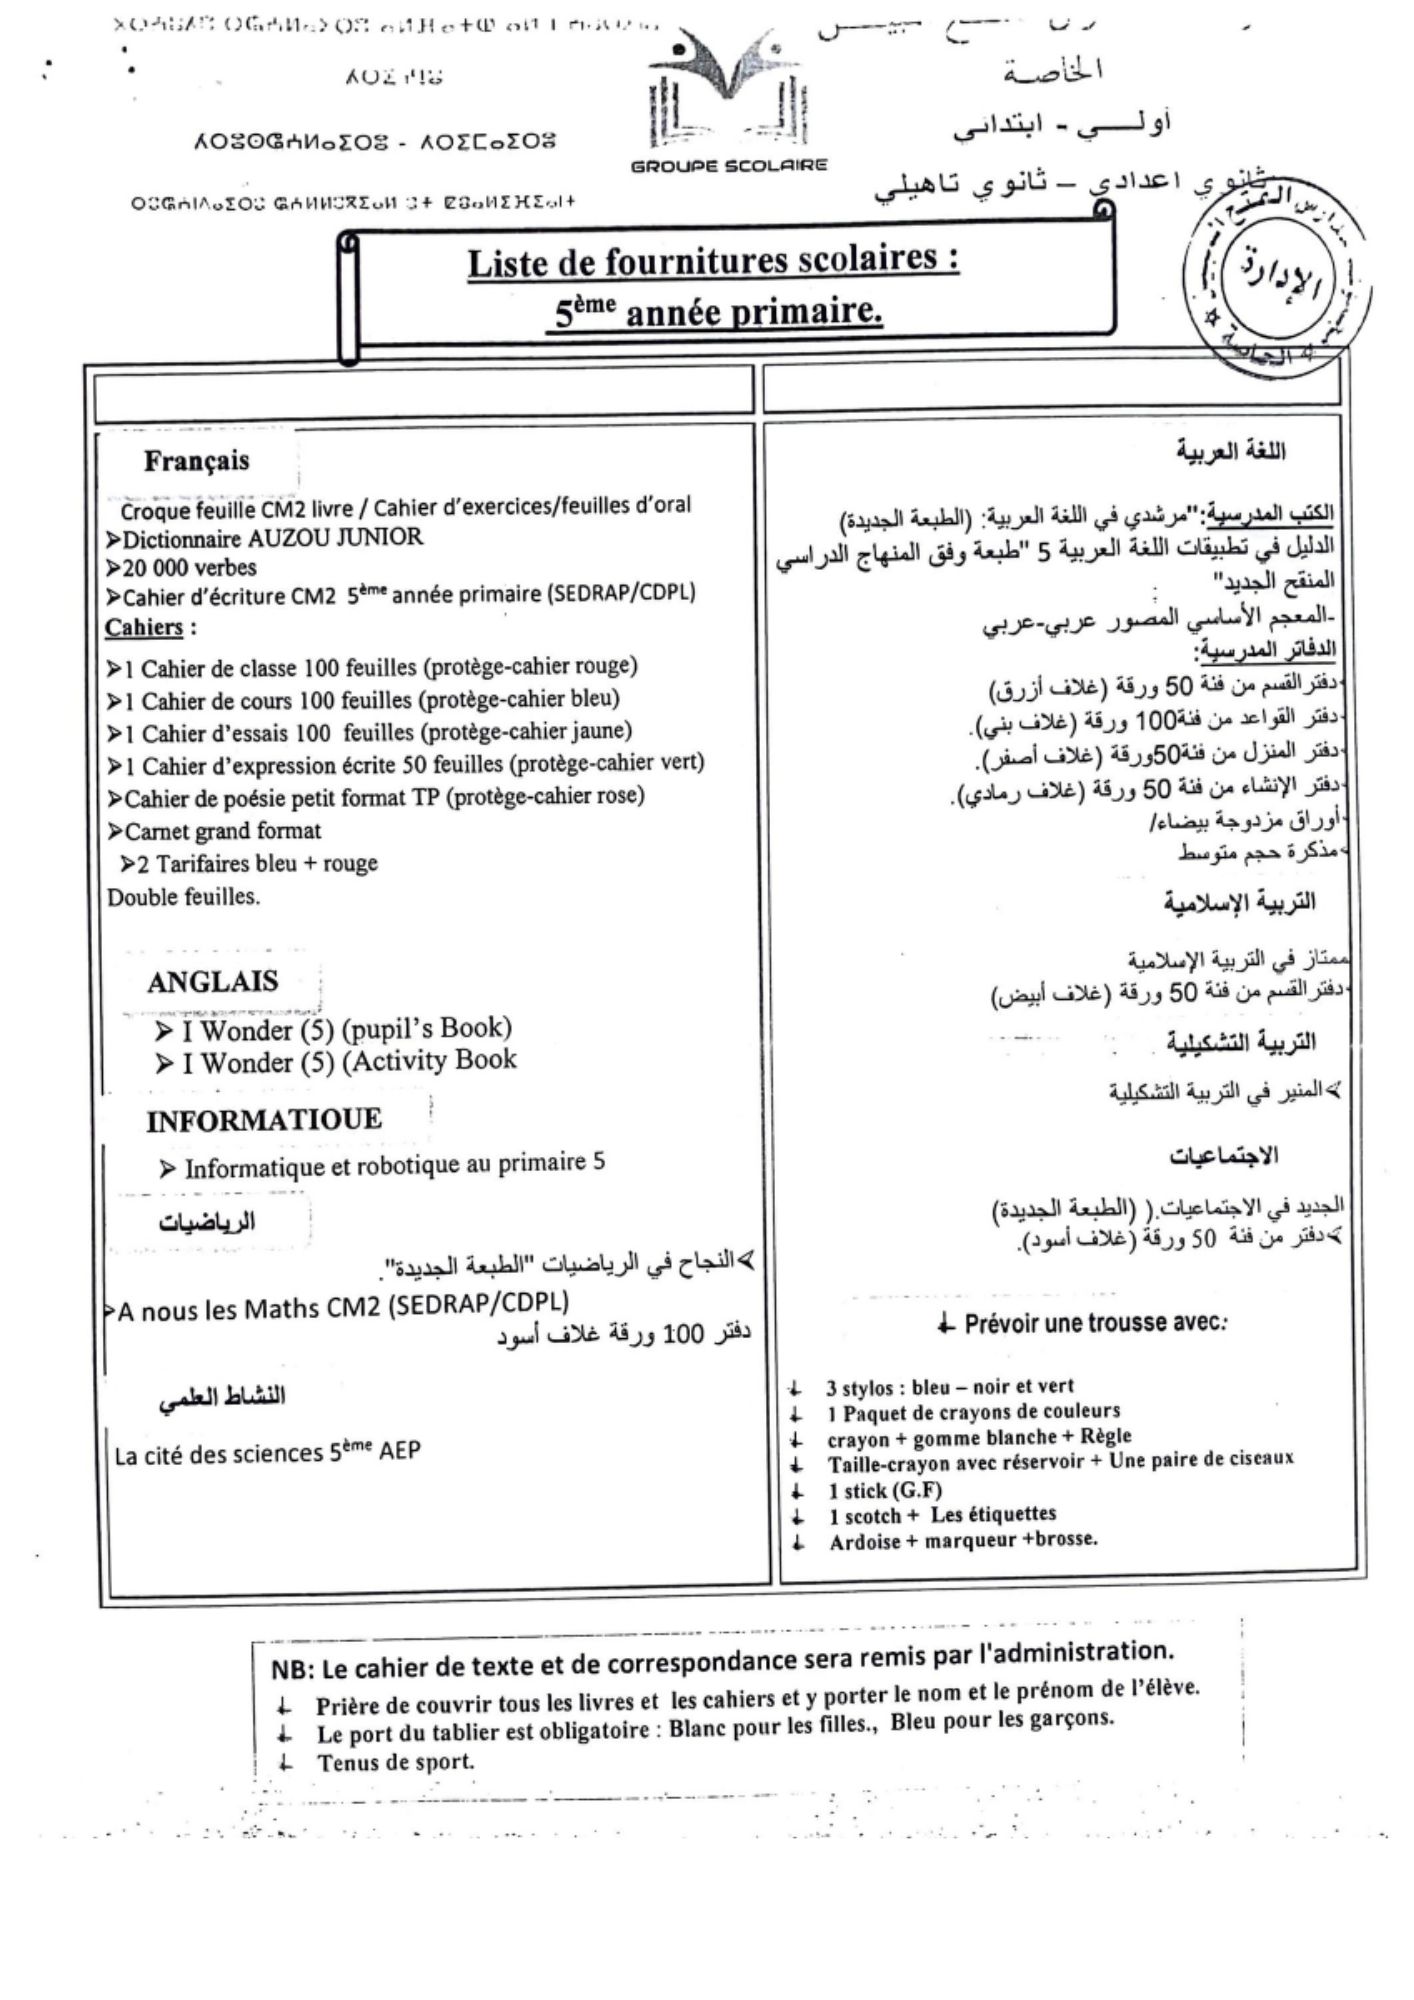 الخاصة
أولي - ابتدائي
ⴷⵔⵓⵙⴳⵯⵍⴰⵉⵔⵓ - ⴷⵔⵉⵎⴰⵉⵔⵓ
GROUPE SCOLAIRE
ثانوي اعدادي – ثانوي تاهيلي
الإدارة
Liste de fournitures scolaires :
5ème année primaire.
Français
Croque feuille CM2 livre / Cahier d'exercices/feuilles d'oral
➢Dictionnaire AUZOU JUNIOR
➢20 000 verbes
➢Cahier d'écriture CM2 5ème année primaire (SEDRAP/CDPL)
Cahiers :
➢1 Cahier de classe 100 feuilles (protège-cahier rouge)
➢1 Cahier de cours 100 feuilles (protège-cahier bleu)
➢1 Cahier d'essais 100 feuilles (protège-cahier jaune)
➢1 Cahier d'expression écrite 50 feuilles (protège-cahier vert)
➢Cahier de poésie petit format TP (protège-cahier rose)
➢Carnet grand format
➢2 Tarifaires bleu + rouge
Double feuilles.
ANGLAIS
➢ I Wonder (5) (pupil's Book)
➢ I Wonder (5) (Activity Book
INFORMATIQUE
➢ Informatique et robotique au primaire 5
الرياضيات
➢النجاح في الرياضيات "الطبعة الجديدة".
➢A nous les Maths CM2 (SEDRAP/CDPL)
دفتر 100 ورقة غلاف أسود
النشاط العلمي
La cité des sciences 5ème AEP
اللغة العربية
الكتب المدرسية:"مرشدي في اللغة العربية: (الطبعة الجديدة)
الدليل في تطبيقات اللغة العربية 5 "طبعة وفق المنهاج الدراسي
المنقح الجديد"
-المعجم الأساسي المصور عربي-عربي
الدفاتر المدرسية:
-دفتر القسم من فئة 50 ورقة (غلاف أزرق)
-دفتر القواعد من فئة100 ورقة (غلاف بني).
-دفتر المنزل من فئة50ورقة (غلاف أصفر).
-دفتر الإنشاء من فئة 50 ورقة (غلاف رمادي).
-أوراق مزدوجة بيضاء/
➢مذكرة حجم متوسط
التربية الإسلامية
ممتاز في التربية الإسلامية
-دفتر القسم من فئة 50 ورقة (غلاف أبيض)
التربية التشكيلية
➢المنير في التربية التشكيلية
الاجتماعيات
الجديد في الاجتماعيات.( (الطبعة الجديدة)
➢دفتر من فئة 50 ورقة (غلاف أسود).
Prévoir une trousse avec:
3 stylos : bleu – noir et vert
1 Paquet de crayons de couleurs
crayon + gomme blanche + Règle
Taille-crayon avec réservoir + Une paire de ciseaux
1 stick (G.F)
1 scotch + Les étiquettes
Ardoise + marqueur +brosse.
NB: Le cahier de texte et de correspondance sera remis par l'administration.
Prière de couvrir tous les livres et les cahiers et y porter le nom et le prénom de l'élève.
Le port du tablier est obligatoire : Blanc pour les filles., Bleu pour les garçons.
Tenus de sport.